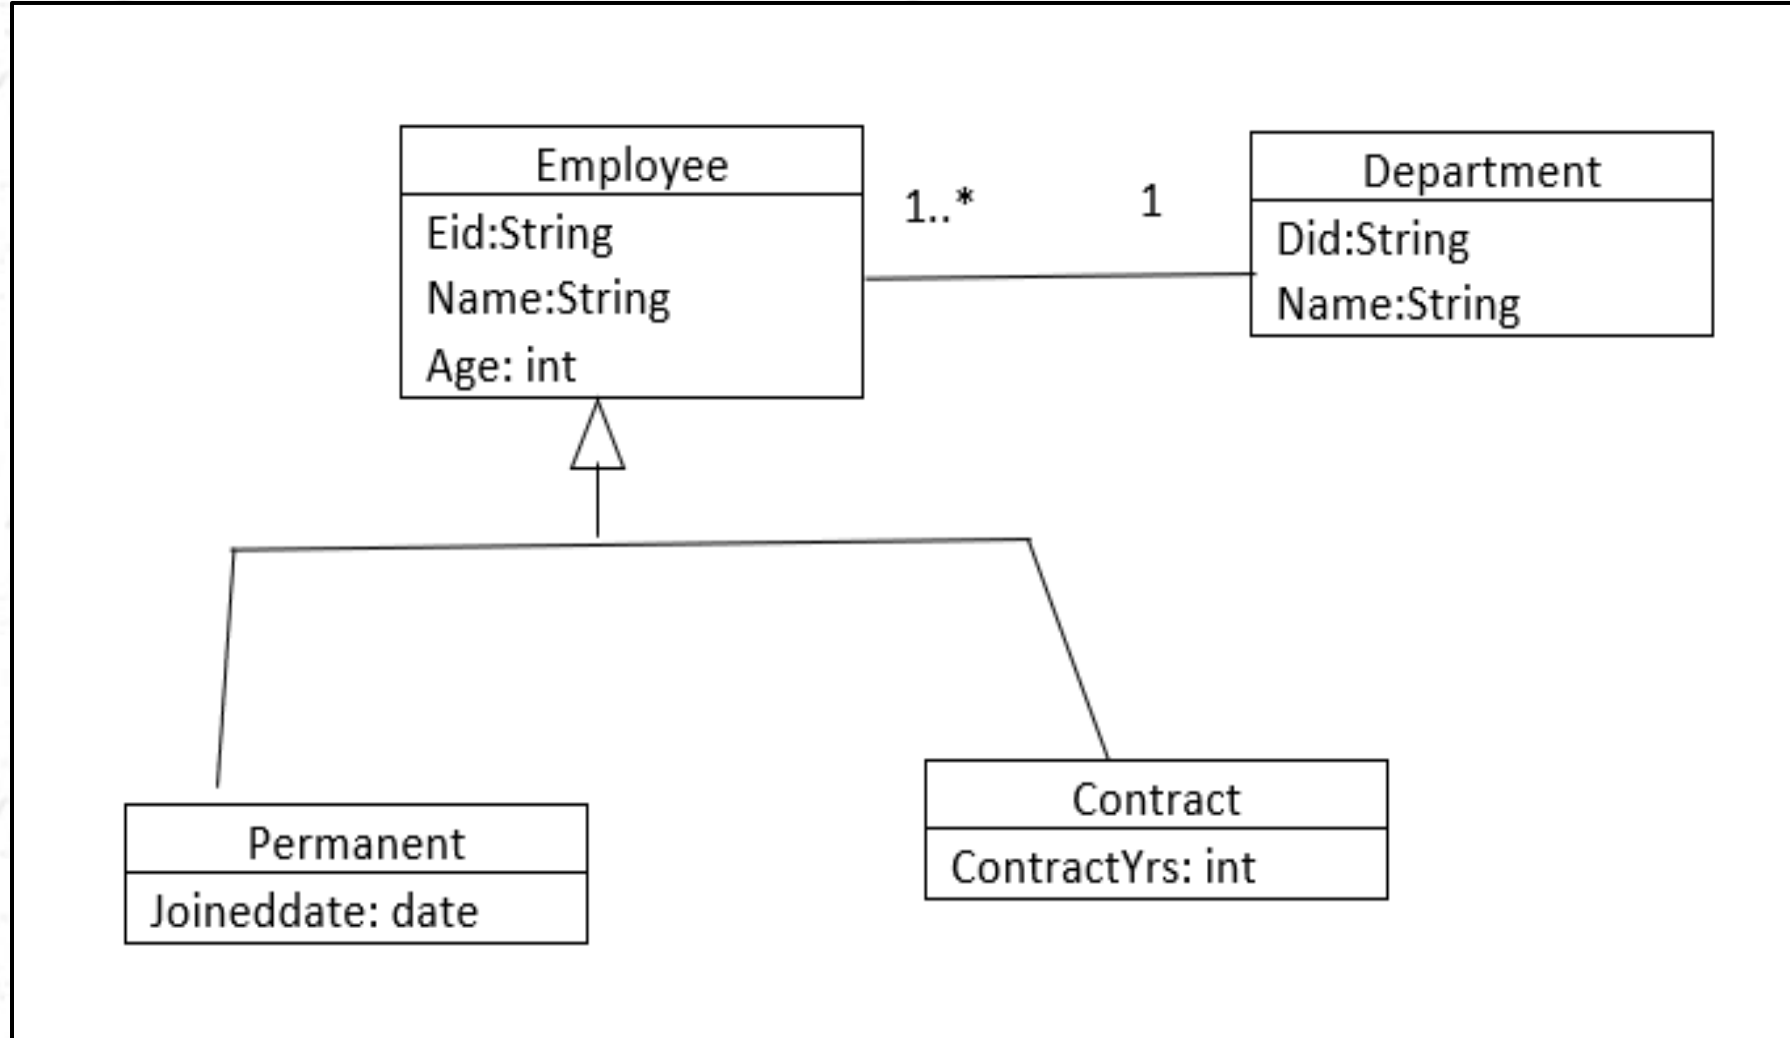 Employee
Eid:String
Name:String
Age: int
1..*
1
Department
Did:String
Name:String
Permanent
Joineddate: date
Contract
ContractYrs: int